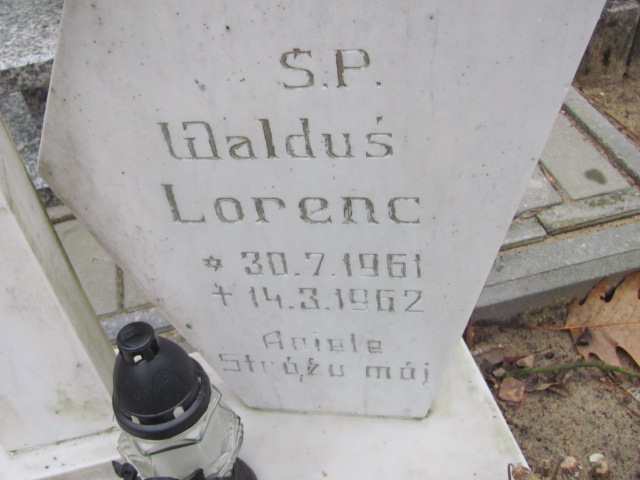 Ś.P.
Walduś
Lorenc
* 30.7.1961
+ 14.3.1962
Aniele
Stróżu mój